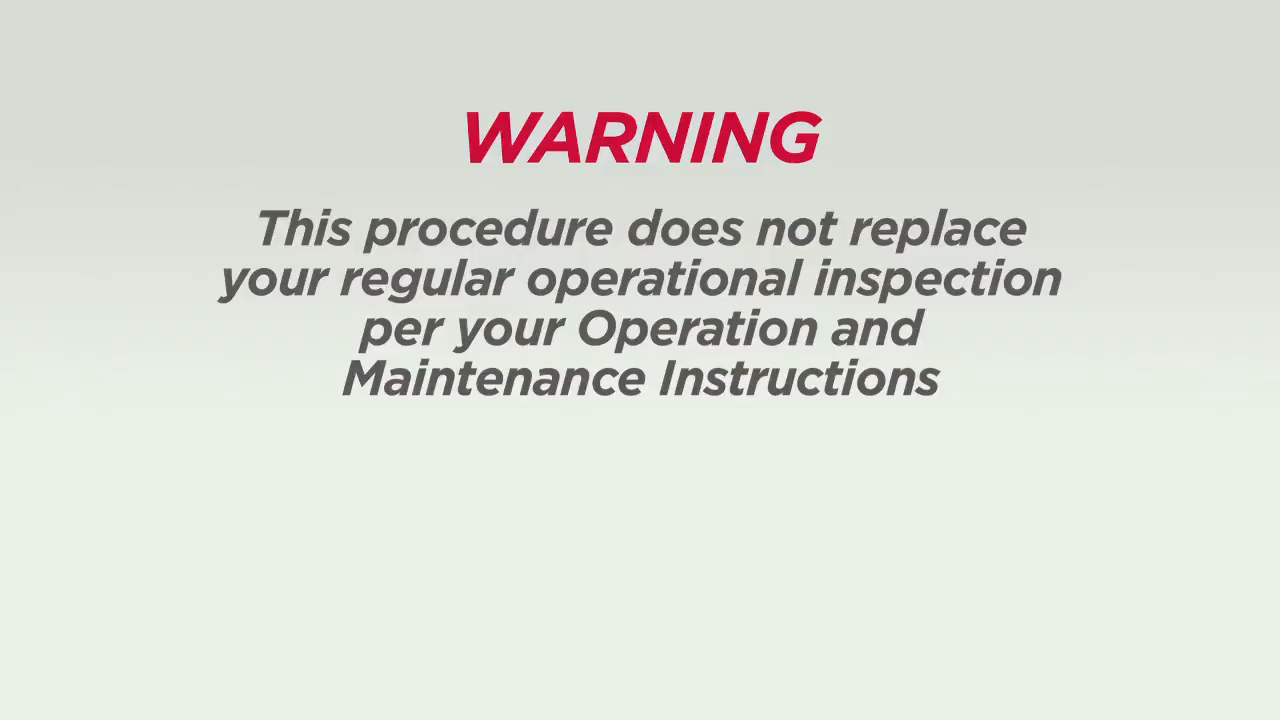 WARNING
This procedure does not replace
your regular operational inspection
per your Operation and
Maintenance Instructions